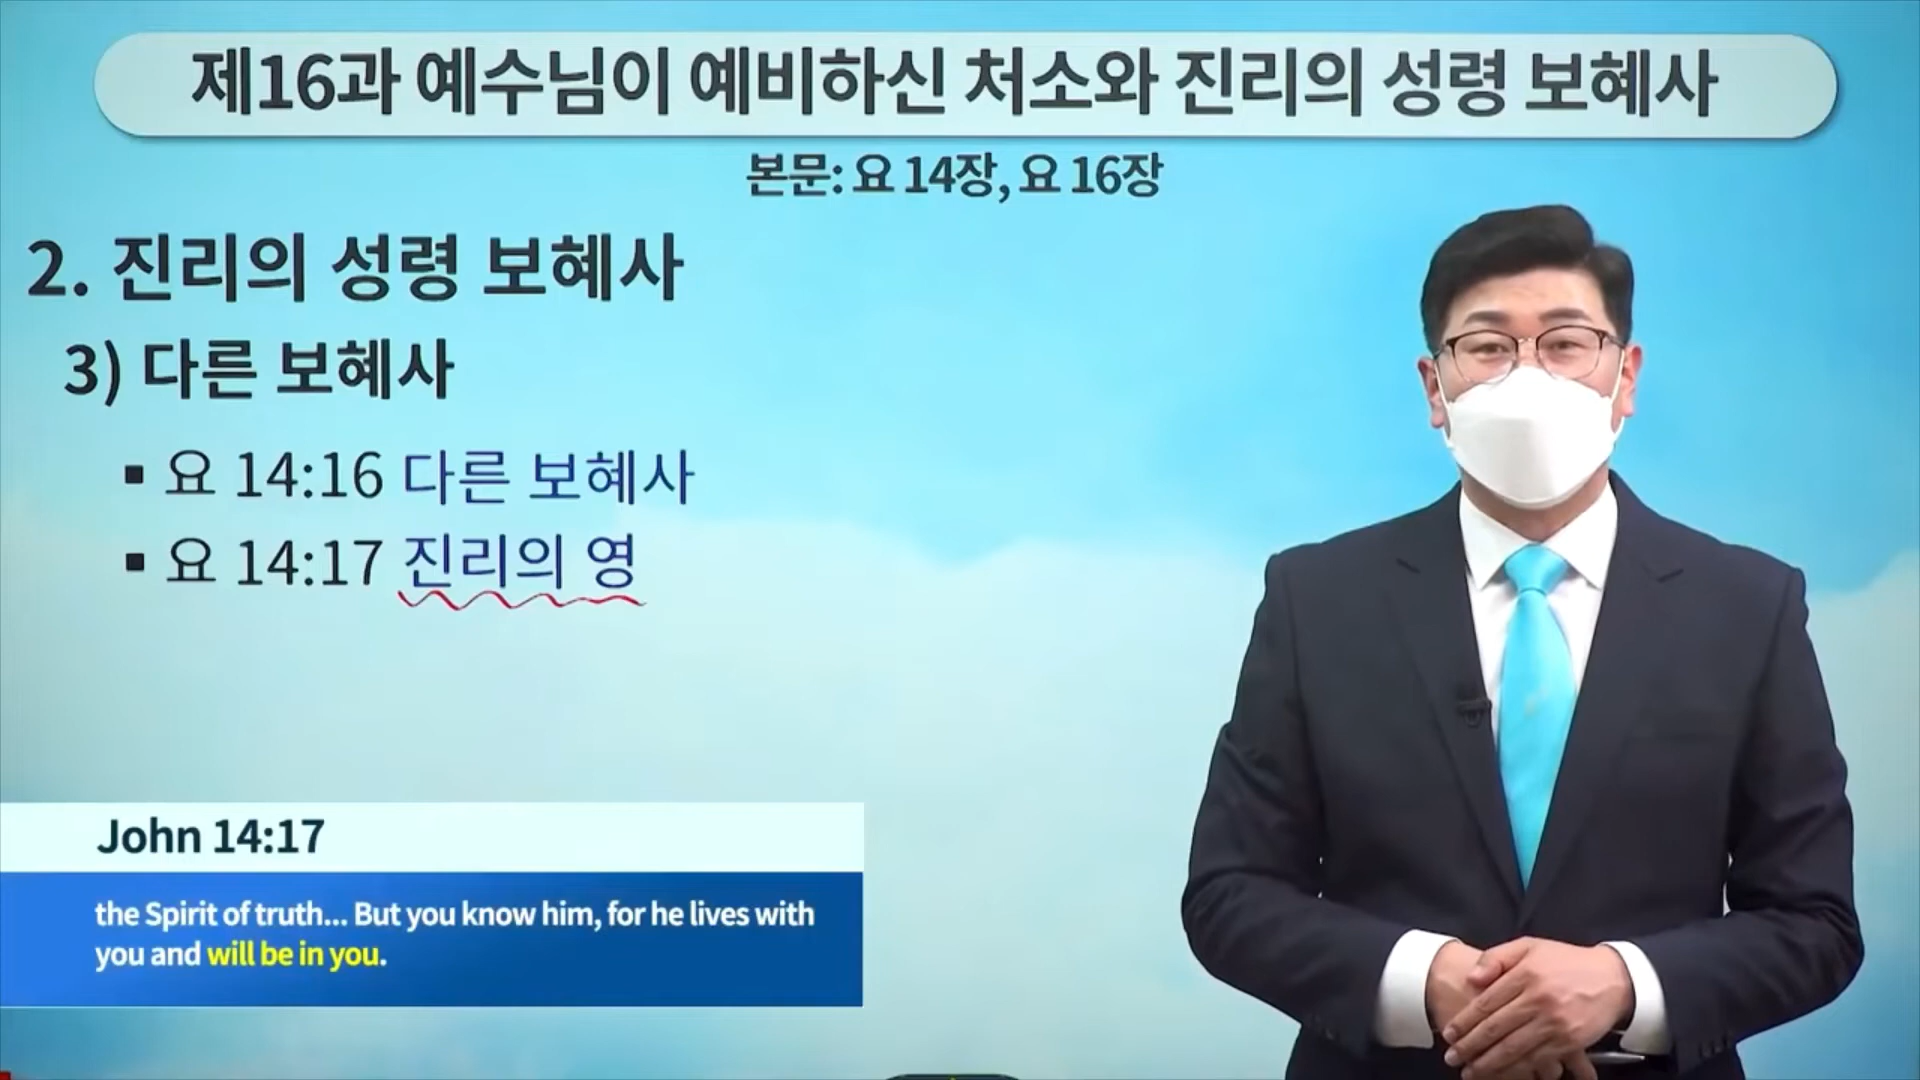 제16과 예수님이 예비하신 처소와 진리의 성령 보혜사
본문: 요 14장, 요 16장
2. 진리의 성령 보혜사
3) 다른 보혜사
▪ 요 14:16 다른 보혜사
▪ 요 14:17 진리의 영
John 14:17
the Spirit of truth... But you know him, for he lives with
you and will be in you.